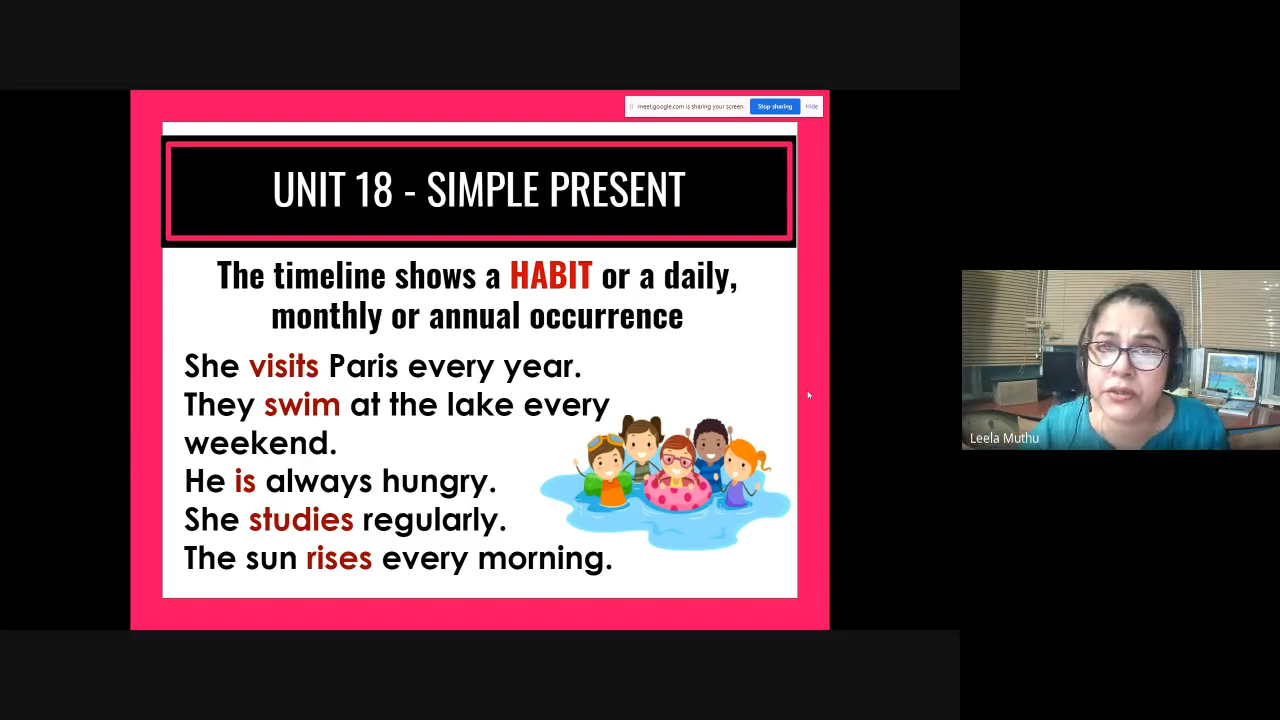 meet.google.com is sharing your screen. Stop sharing Hide
UNIT 18 - SIMPLE PRESENT
The timeline shows a HABIT or a daily,
monthly or annual occurrence
She visits Paris every year.
They swim at the lake every
weekend.
He is always hungry.
She studies regularly.
The sun rises every morning.
Leela Muthu